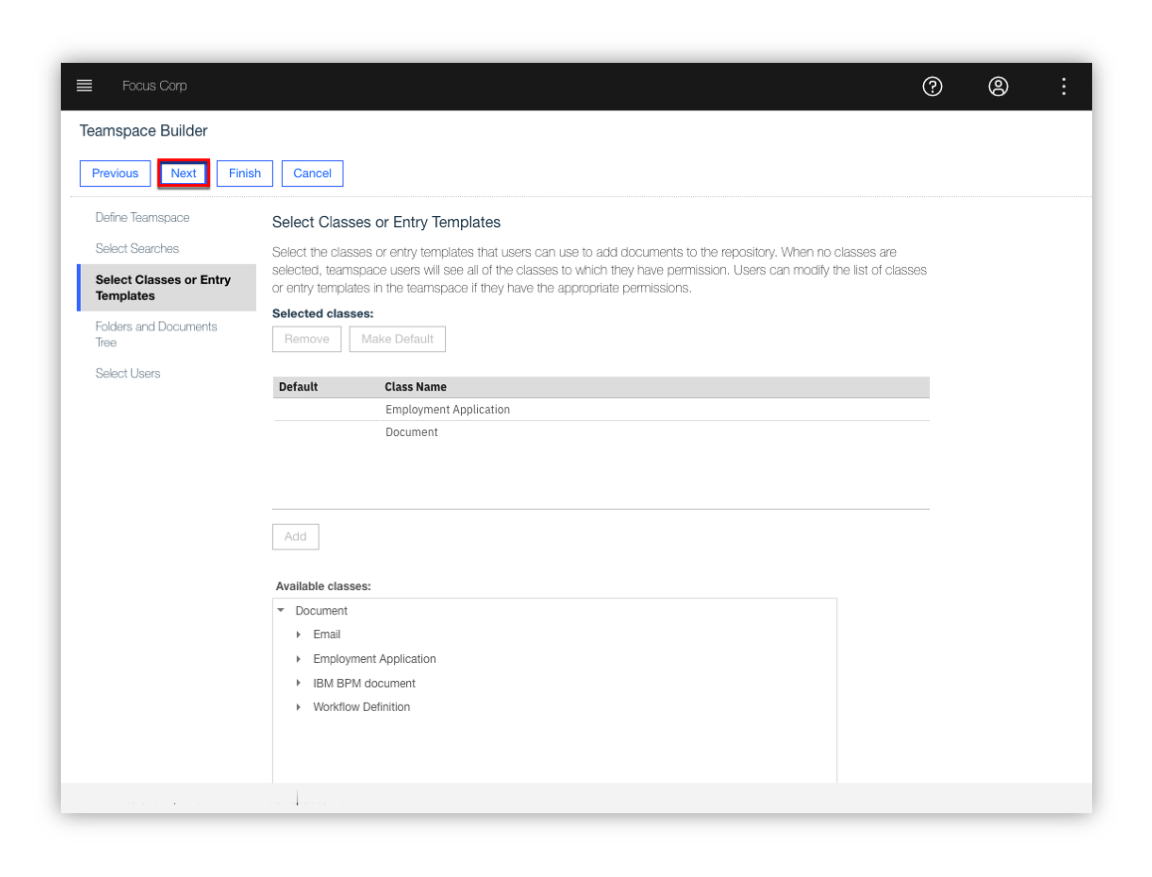 Focus Corp
Teamspace Builder
Previous Next Finish Cancel
Define Teamspace
Select Searches
Select Classes or Entry
Templates
Folders and Documents
Tree
Select Users
Select Classes or Entry Templates
Select the classes or entry templates that users can use to add documents to the repository. When no classes are
selected, teamspace users will see all of the classes to which they have permission. Users can modify the list of classes
or entry templates in the teamspace if they have the appropriate permissions.
Selected classes:
Remove Make Default
Default Class Name
Employment Application
Document
Add
Available classes:
Document
Email
Employment Application
IBM BPM document
Workflow Definition